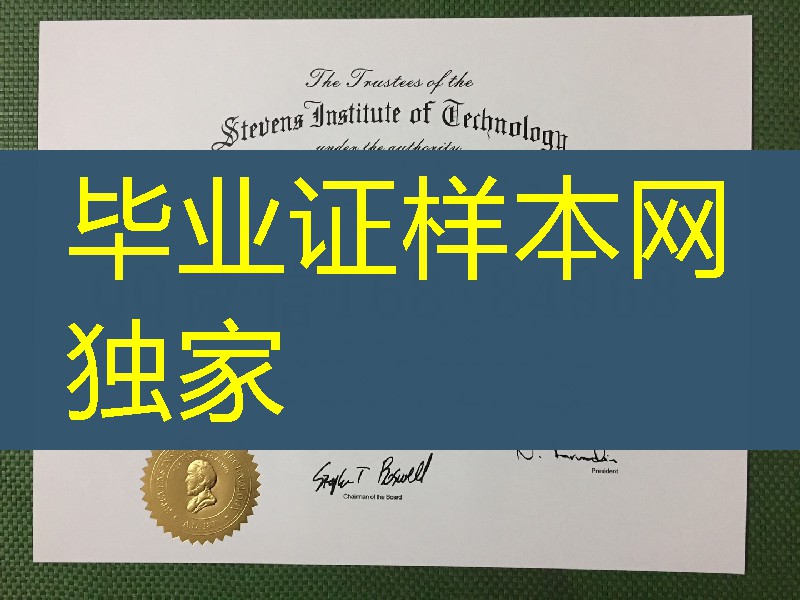 The Trustees of the
Stevens Institute of Technology
under the authority
毕业证样本网
独家
Chairman of the Board
President